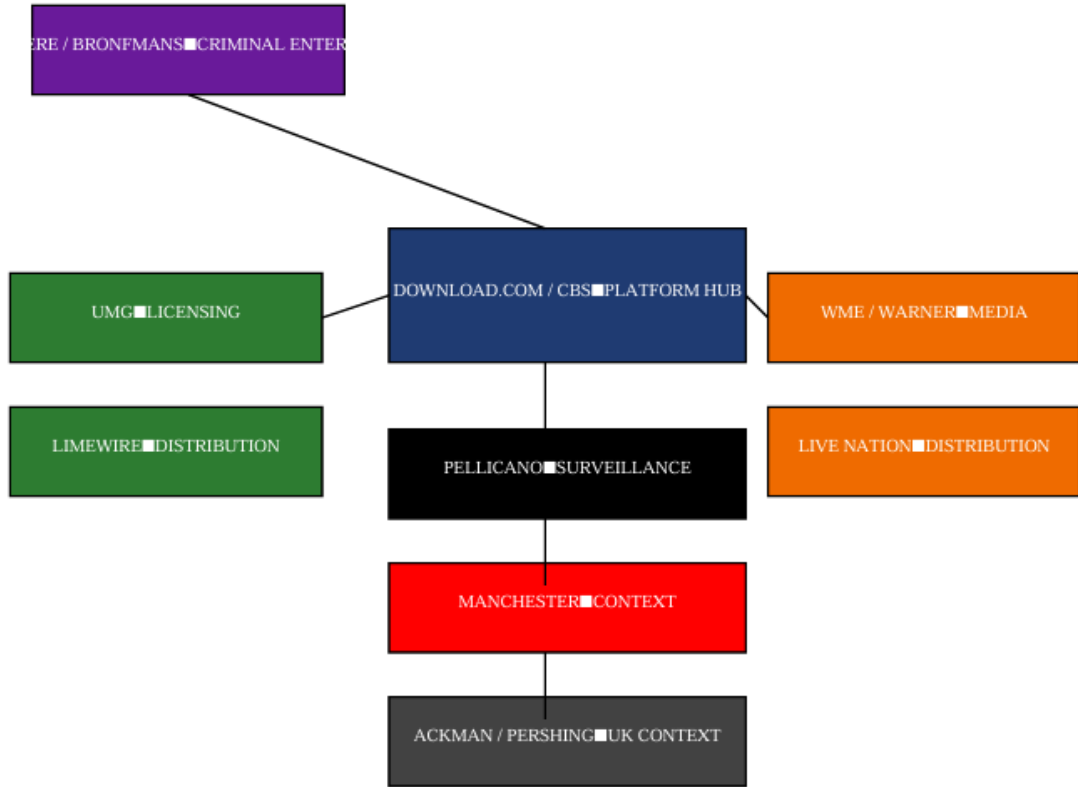 ERE / BRONFMANS■CRIMINAL ENTER
DOWNLOAD.COM / CBS■PLATFORM HUB
UMG■LICENSING
WME / WARNER■MEDIA
LIMEWIRE■DISTRIBUTION
LIVE NATION■DISTRIBUTION
PELLICANO■SURVEILLANCE
MANCHESTER■CONTEXT
ACKMAN / PERSHING■UK CONTEXT